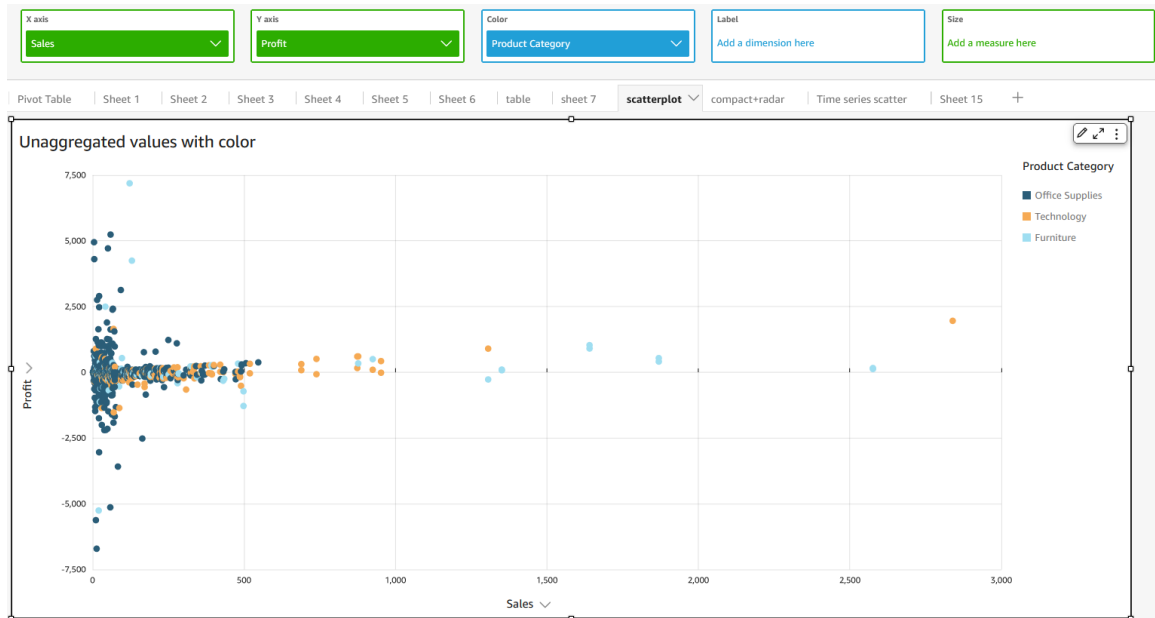 X axis
Sales
Y axis
Profit
Color
Product Category
Label
Add a dimension here
Size
Add a measure here
Pivot Table
Sheet 1
Sheet 2
Sheet 3
Sheet 4
Sheet 5
Sheet 6
table
sheet 7
scatterplot
compact+radar
Time series scatter
Sheet 15
Unaggregated values with color
Product Category
Office Supplies
Technology
Furniture
7,500
5,000
2,500
0
-2,500
-5,000
-7,500
Profit
0
500
1,000
1,500
2,000
2,500
3,000
Sales